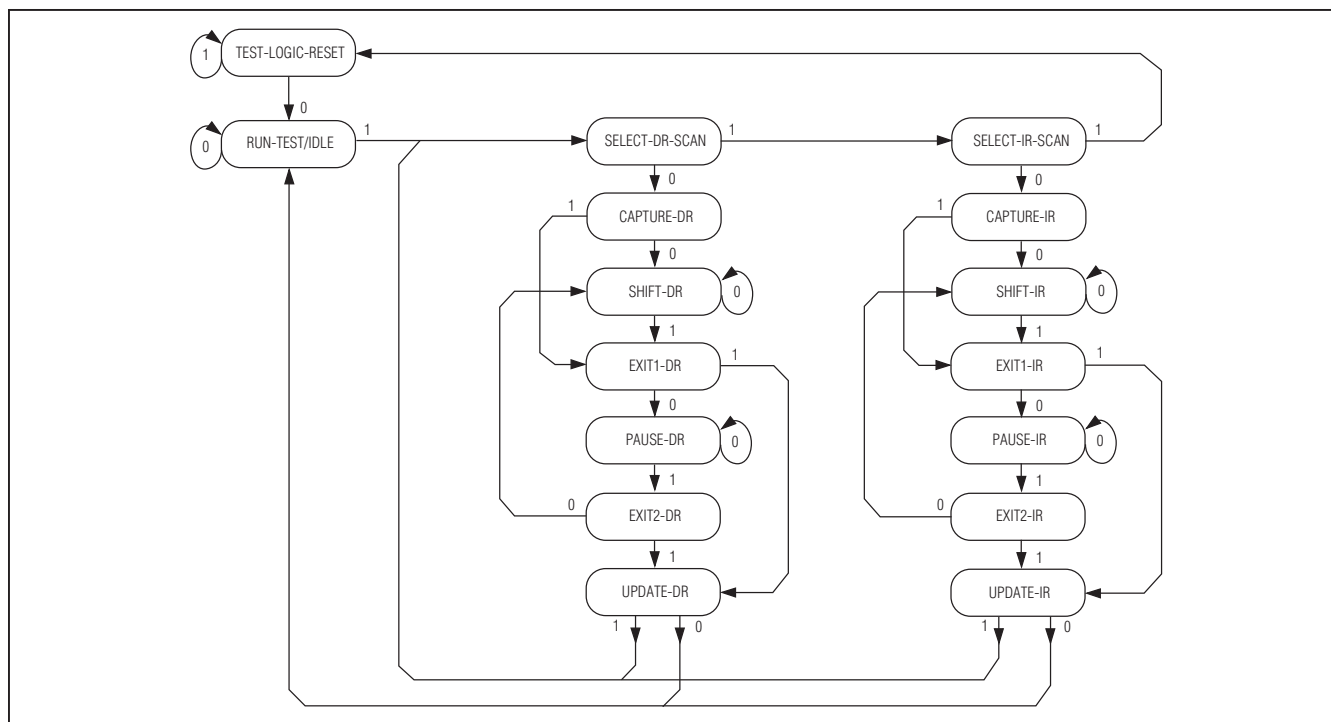 TEST-LOGIC-RESET
1
0
RUN-TEST/IDLE
0
1
SELECT-DR-SCAN
1
0
CAPTURE-DR
1
0
SHIFT-DR
0
1
EXIT1-DR
1
0
PAUSE-DR
0
1
EXIT2-DR
0
1
UPDATE-DR
1
0
SELECT-IR-SCAN
1
0
CAPTURE-IR
1
0
SHIFT-IR
0
1
EXIT1-IR
1
0
PAUSE-IR
0
1
EXIT2-IR
0
1
UPDATE-IR
1
0